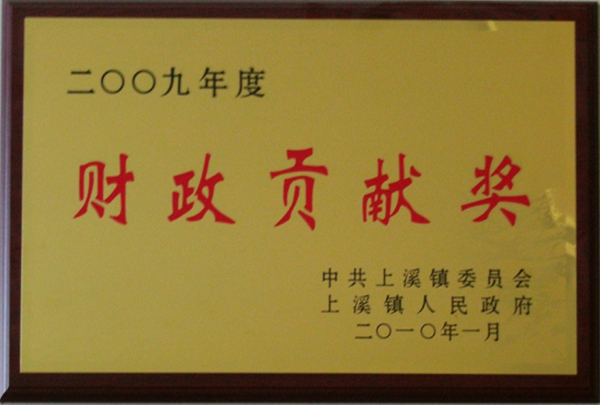 二〇〇九年度
财政贡献奖
中共上溪镇委员会
上溪镇人民政府
二〇一〇年一月